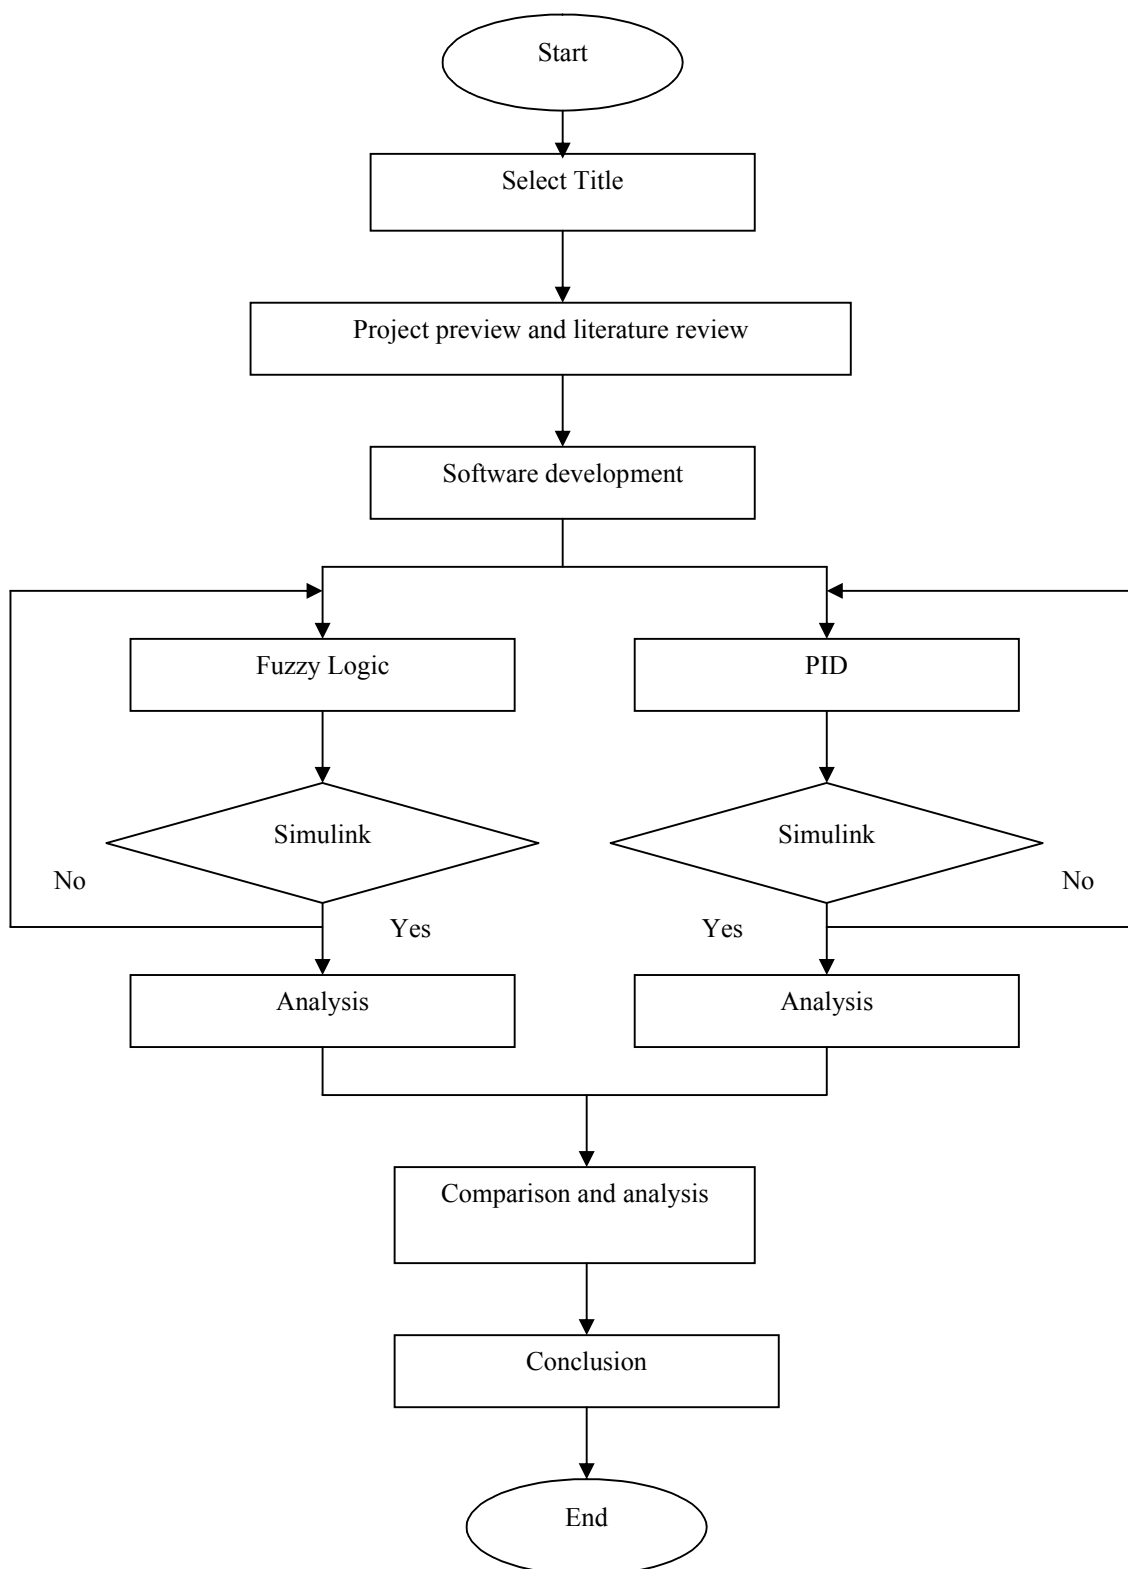 Start
Select Title
Project preview and literature review
Software development
Fuzzy Logic
PID
Simulink
Simulink
No
No
Yes
Yes
Analysis
Analysis
Comparison and analysis
Conclusion
End